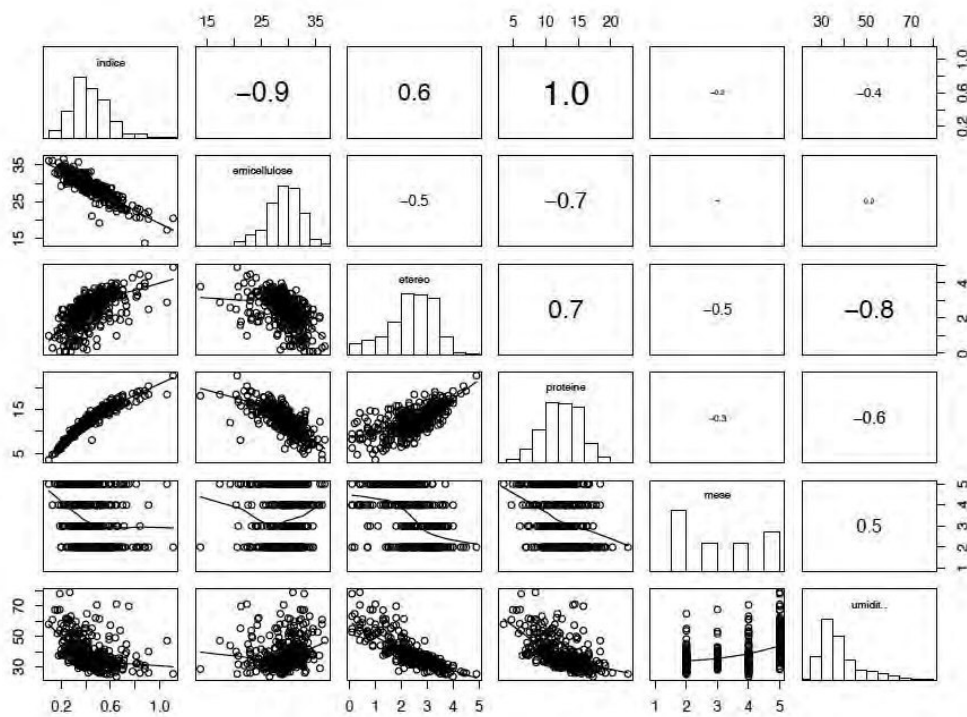 15 25 35 5 10 15 20 30 50 70
indice
−0.9 0.6 1.0 −0.2 −0.4
0.2 0.6 1.0
15 25 35
emicellulose
−0.5 −0.7
etereo
0.7 −0.5 −0.8
0 2 4
5 15
proteine
−0.3 −0.6
mese
0.5
1 2 3 4 5
30 50 70
umidit..
0.2 0.6 1.0 0 1 2 3 4 5 1 2 3 4 5